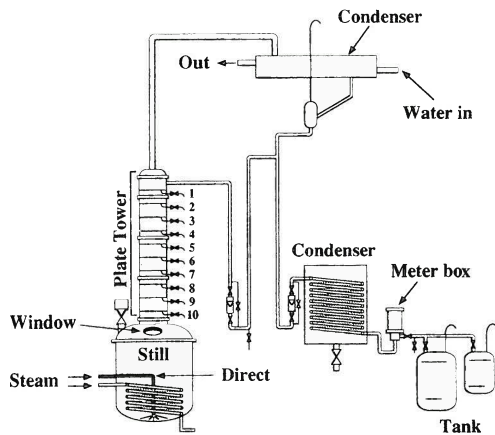 Condenser
Out
Water in
Plate Tower
1
2
3
4
5
6
7
8
9
10
Condenser
Meter box
Window
Still
Steam
Direct
Tank